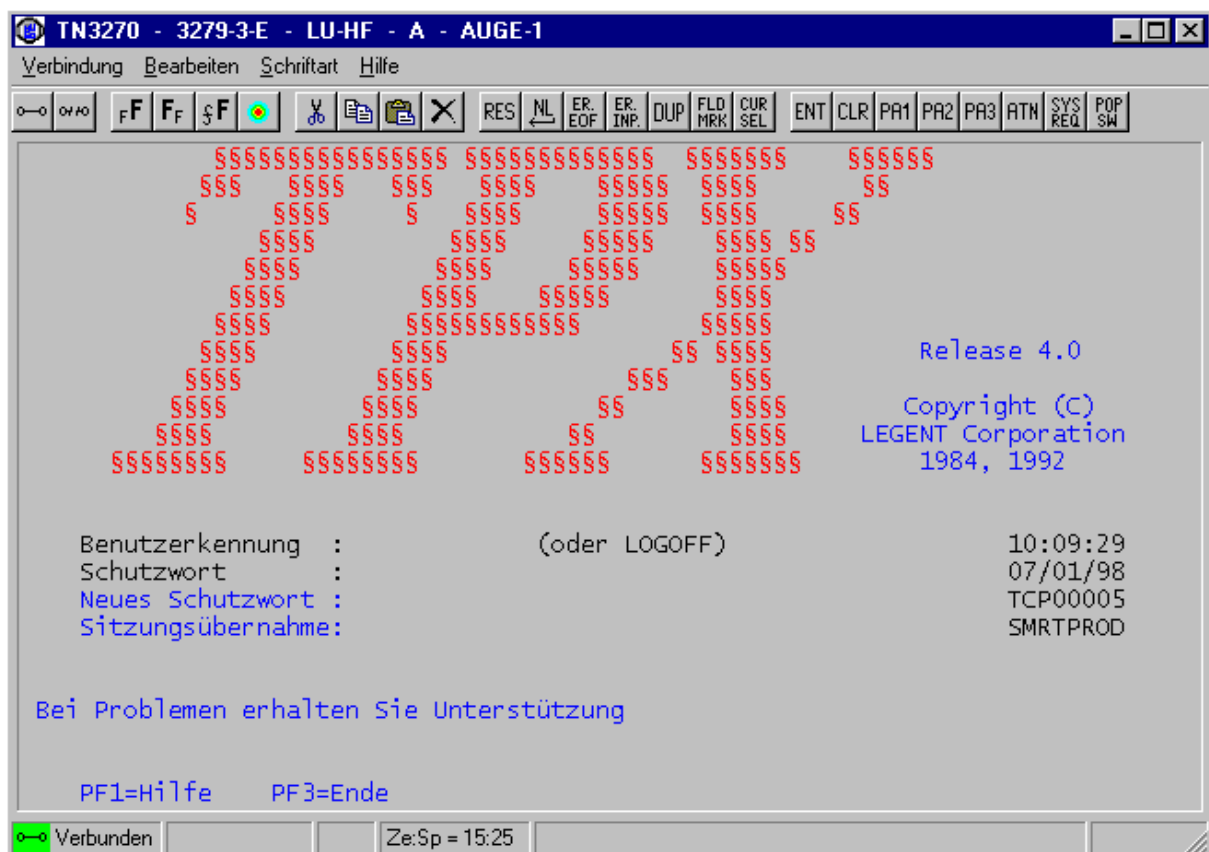 TN3270 - 3279-3-E - LU-HF - A - AUGE-1
Verbindung Bearbeiten Schriftart Hilfe
FF FF §F RES NL ER. EOF ER. INP. DUP FLD MRK CUR SEL ENT CLR PA1 PA2 PA3 ATN SYS REQ POP SW
§§§§§§§§§§§§§§§§ §§§§§§§§§§§§§ §§§§§§§ §§§§§§
§§§ §§§§ §§§ §§§§ §§§§§ §§§§ §§
§ §§§§ § §§§§ §§§§§ §§§§ §§
§§§§ §§§§ §§§§§ §§§§ §§
§§§§ §§§§ §§§§§ §§§§§
§§§§ §§§§ §§§§§ §§§§
§§§§ §§§§§§§§§§§§ §§§§§
§§§§ §§§§ §§ §§§§ Release 4.0
§§§§ §§§§ §§§ §§§
§§§§ §§§§ §§ §§§§ Copyright (C)
§§§§ §§§§ §§ §§§§ LEGENT Corporation
§§§§§§§§ §§§§§§§§ §§§§§§ §§§§§§§ 1984, 1992
Benutzerkennung : (oder LOGOFF) 10:09:29
Schutzwort : 07/01/98
Neues Schutzwort : TCP00005
Sitzungsübernahme: SMRTPROD
Bei Problemen erhalten Sie Unterstützung
PF1=Hilfe PF3=Ende
Verbunden Ze:Sp = 15:25